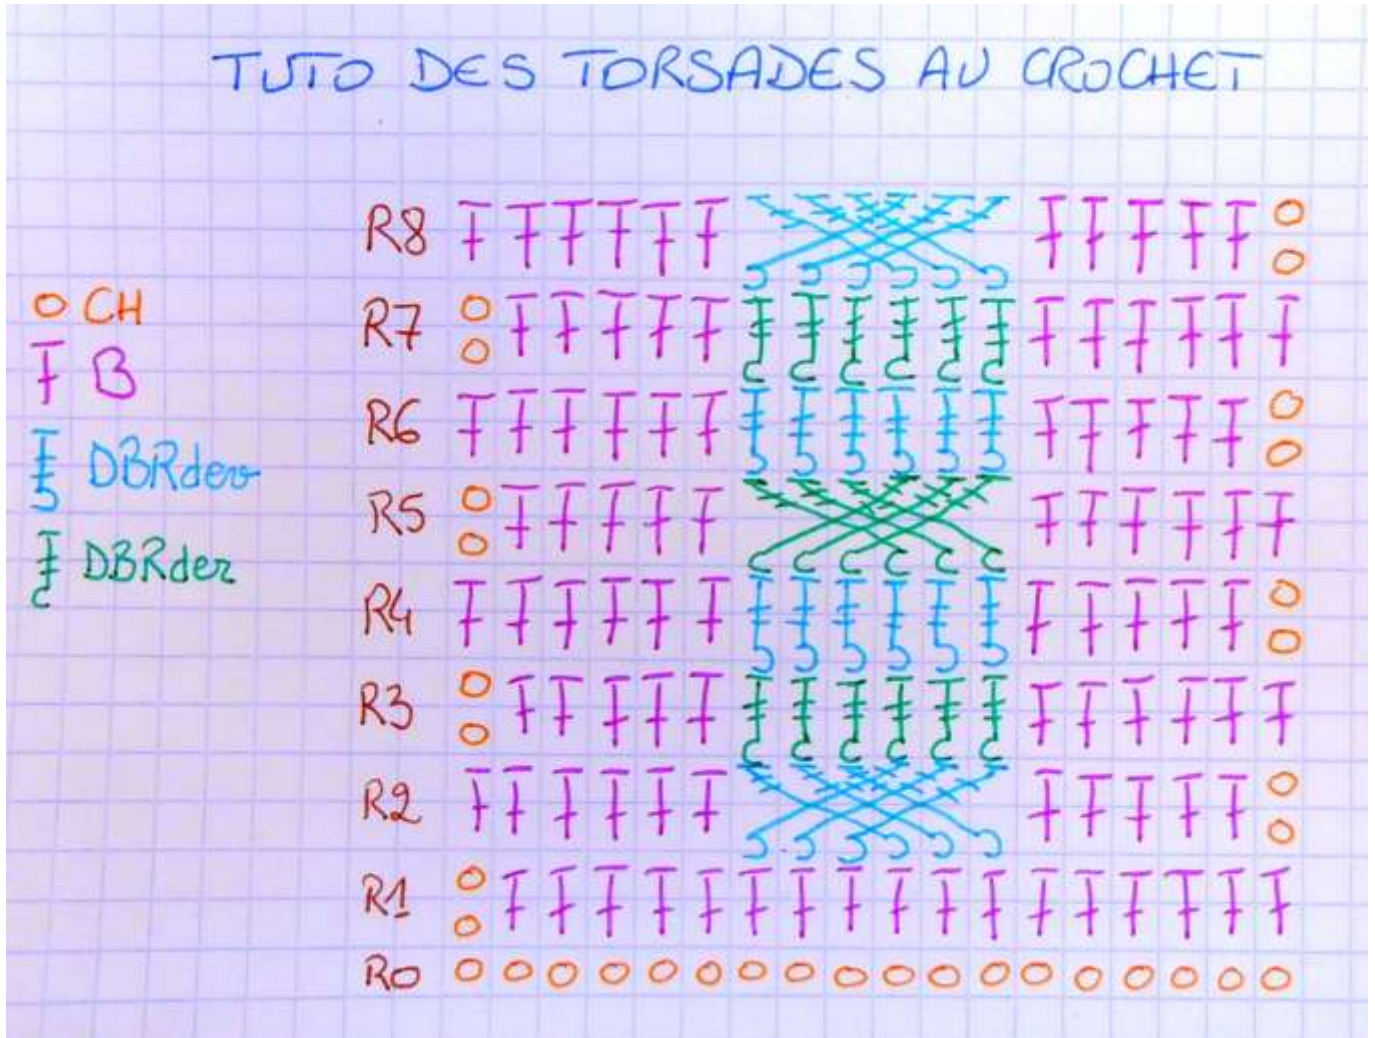 TUTO DES TORSADES AU CROCHET
R8
R7
CH
B
R6
DBRdev
R5
DBRder
R4
R3
R2
R1
R0